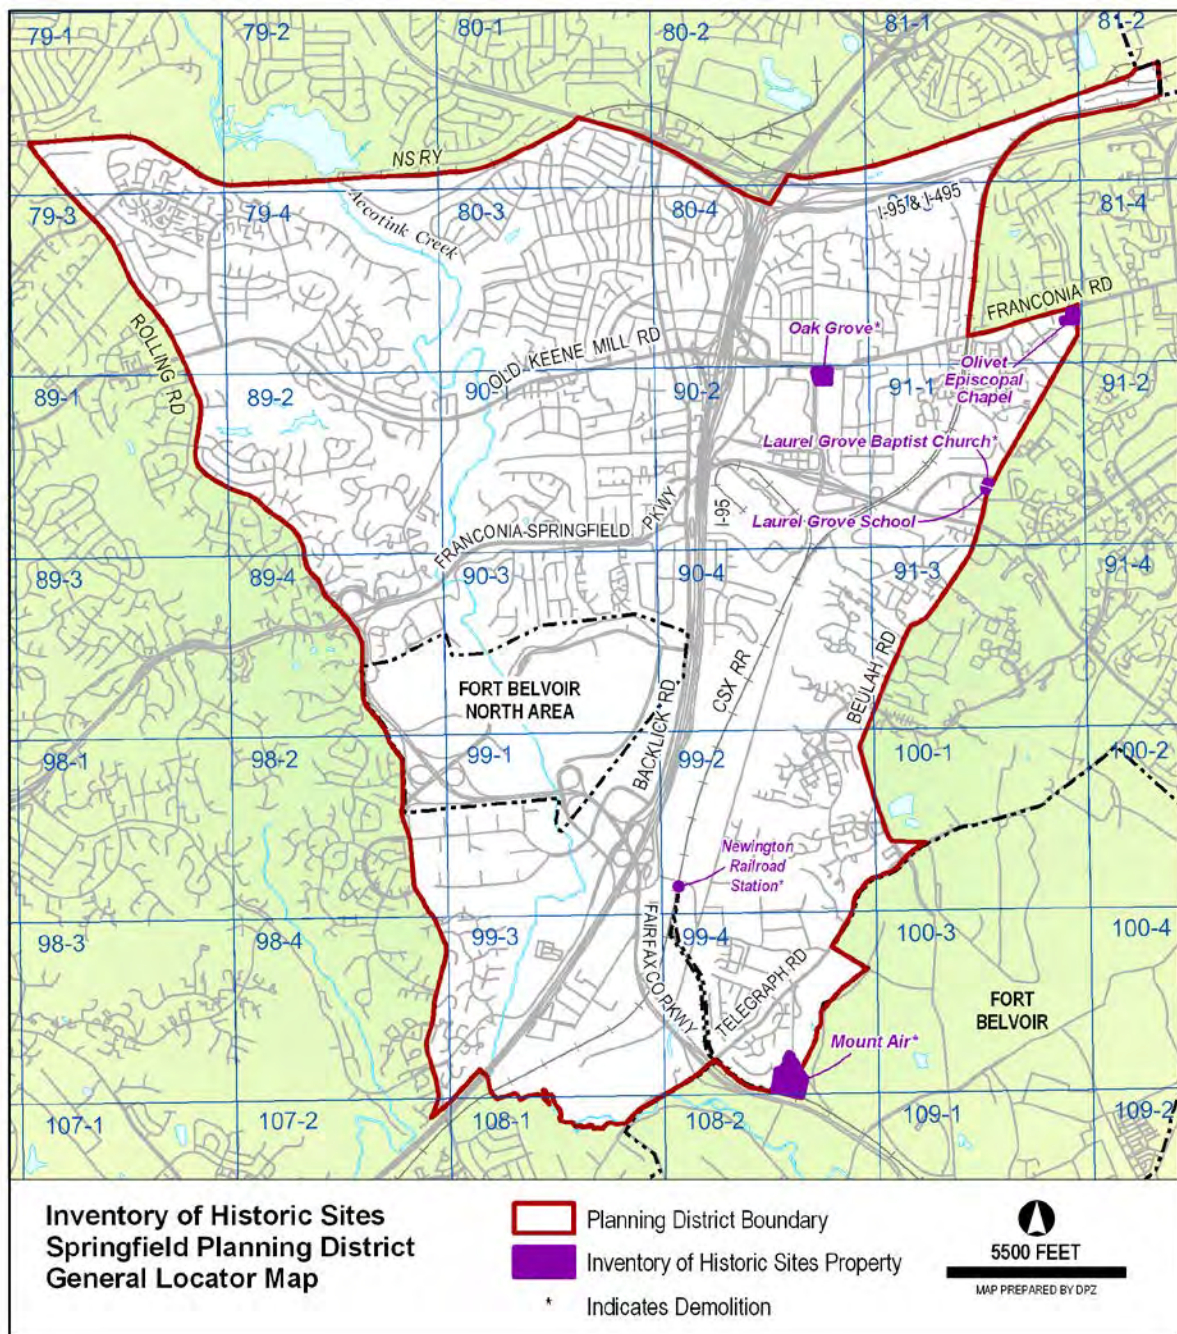 79-1
79-2
80-1
80-2
81-1
81-2
NS RY
Accotink Creek
I-95 & I-495
79-3
79-4
80-3
80-4
81-3
81-4
FRANCONIA RD
ROLLING RD
OLD KEENE MILL RD
Oak Grove*
Olivet
Episcopal
Chapel
89-1
89-2
90-1
90-2
91-1
91-2
Laurel Grove Baptist Church*
Laurel Grove School
FRANCONIA-SPRINGFIELD PKWY
I-95
89-3
89-4
90-3
90-4
91-3
91-4
FORT BELVOIR
NORTH AREA
BACKLICK RD
CSX RR
BEULAH RD
98-1
98-2
99-1
99-2
100-1
100-2
Newington
Railroad
Station*
98-3
98-4
99-3
99-4
100-3
100-4
FAIRFAX CO PKWY
TELEGRAPH RD
FORT
BELVOIR
Mount Air*
107-1
107-2
108-1
108-2
109-1
109-2
Inventory of Historic Sites
Springfield Planning District
General Locator Map
Planning District Boundary
Inventory of Historic Sites Property
* Indicates Demolition
5500 FEET
MAP PREPARED BY DPZ